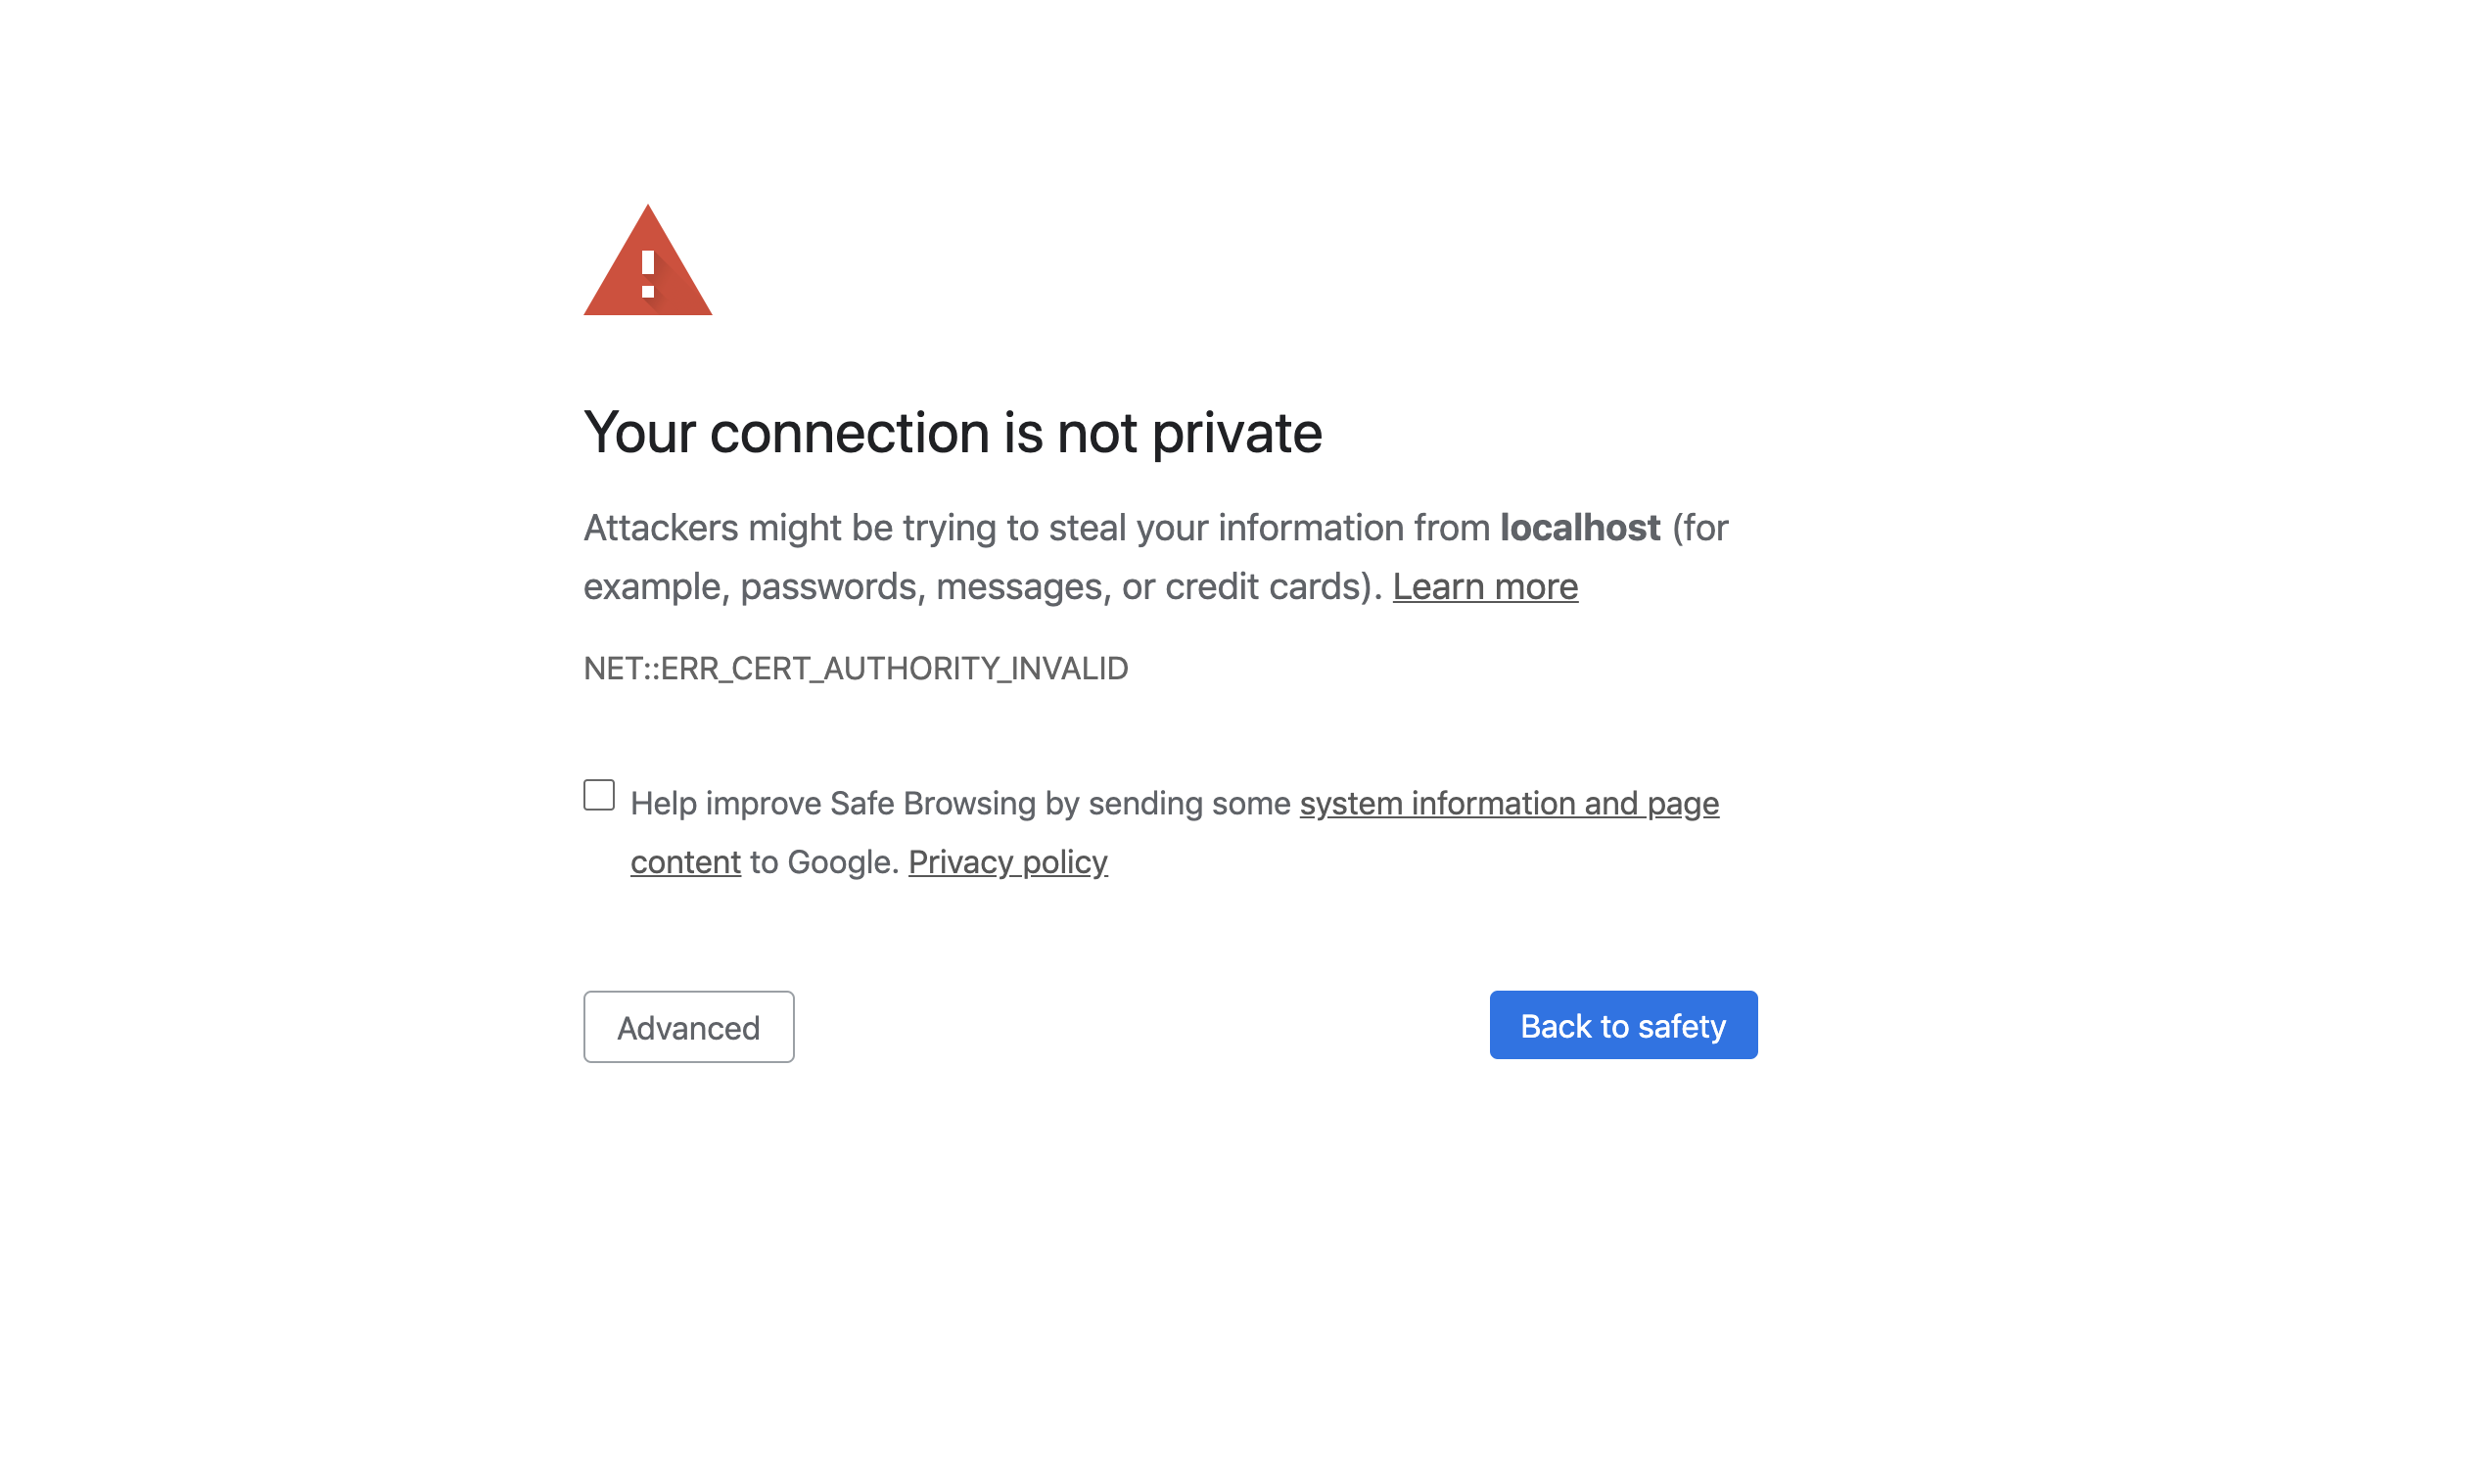 Your connection is not private
Attackers might be trying to steal your information from localhost (for
example, passwords, messages, or credit cards). Learn more
NET::ERR_CERT_AUTHORITY_INVALID
Help improve Safe Browsing by sending some system information and page
content to Google. Privacy policy
Advanced
Back to safety